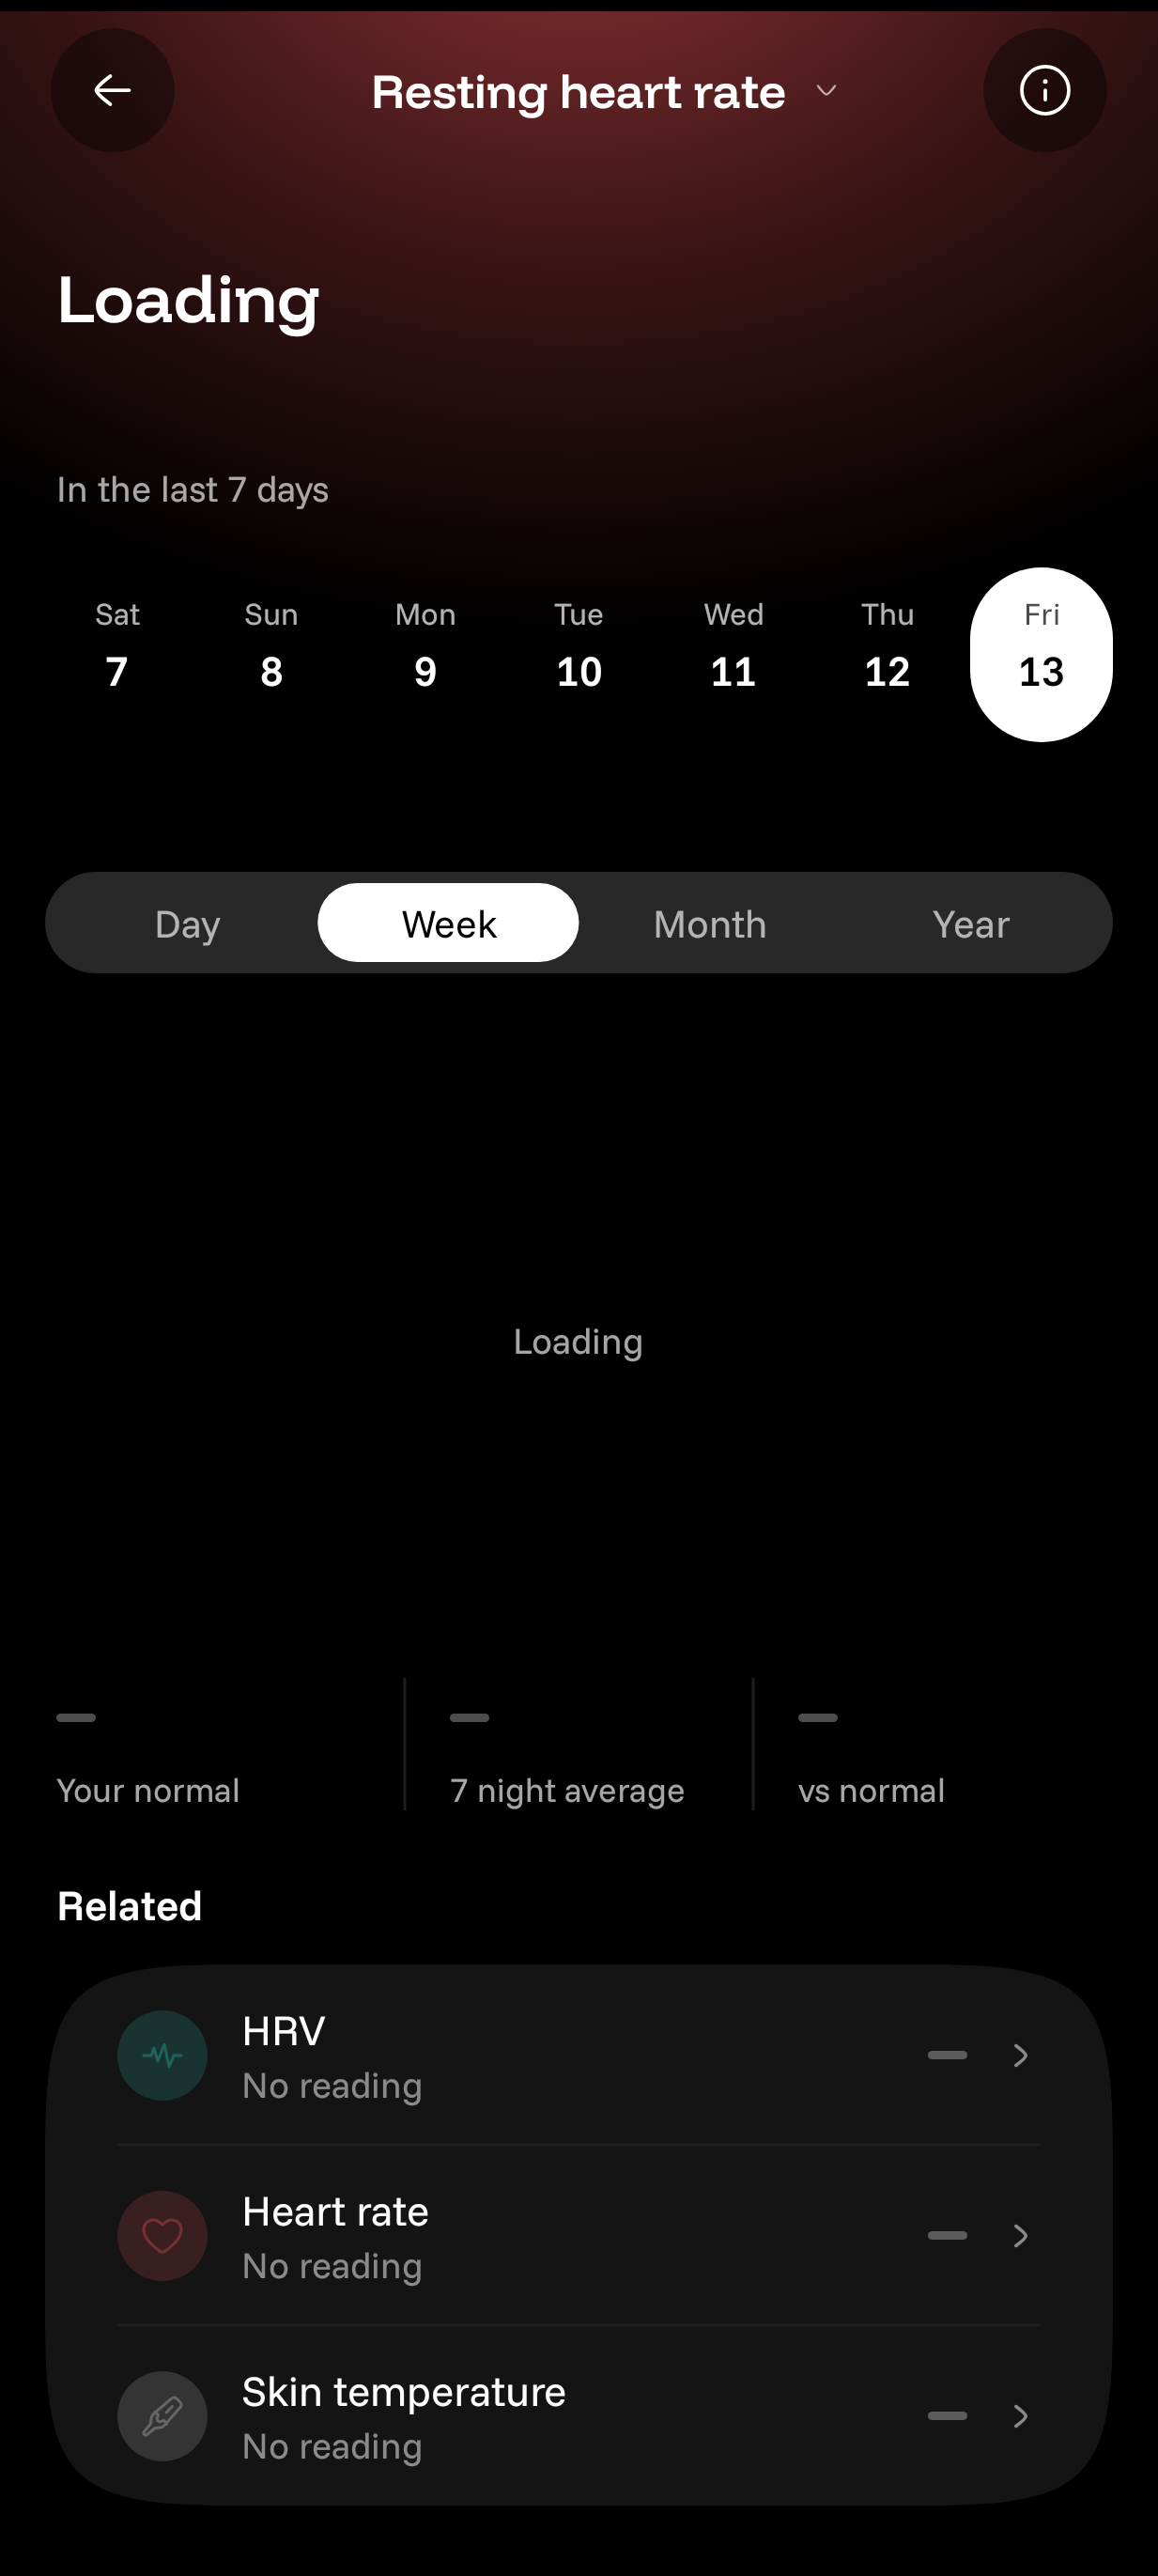 Resting heart rate
Loading
In the last 7 days
Sat Sun Mon Tue Wed Thu Fri
7 8 9 10 11 12 13
Day Week Month Year
Loading
Your normal 7 night average vs normal
Related
HRV
No reading
Heart rate
No reading
Skin temperature
No reading